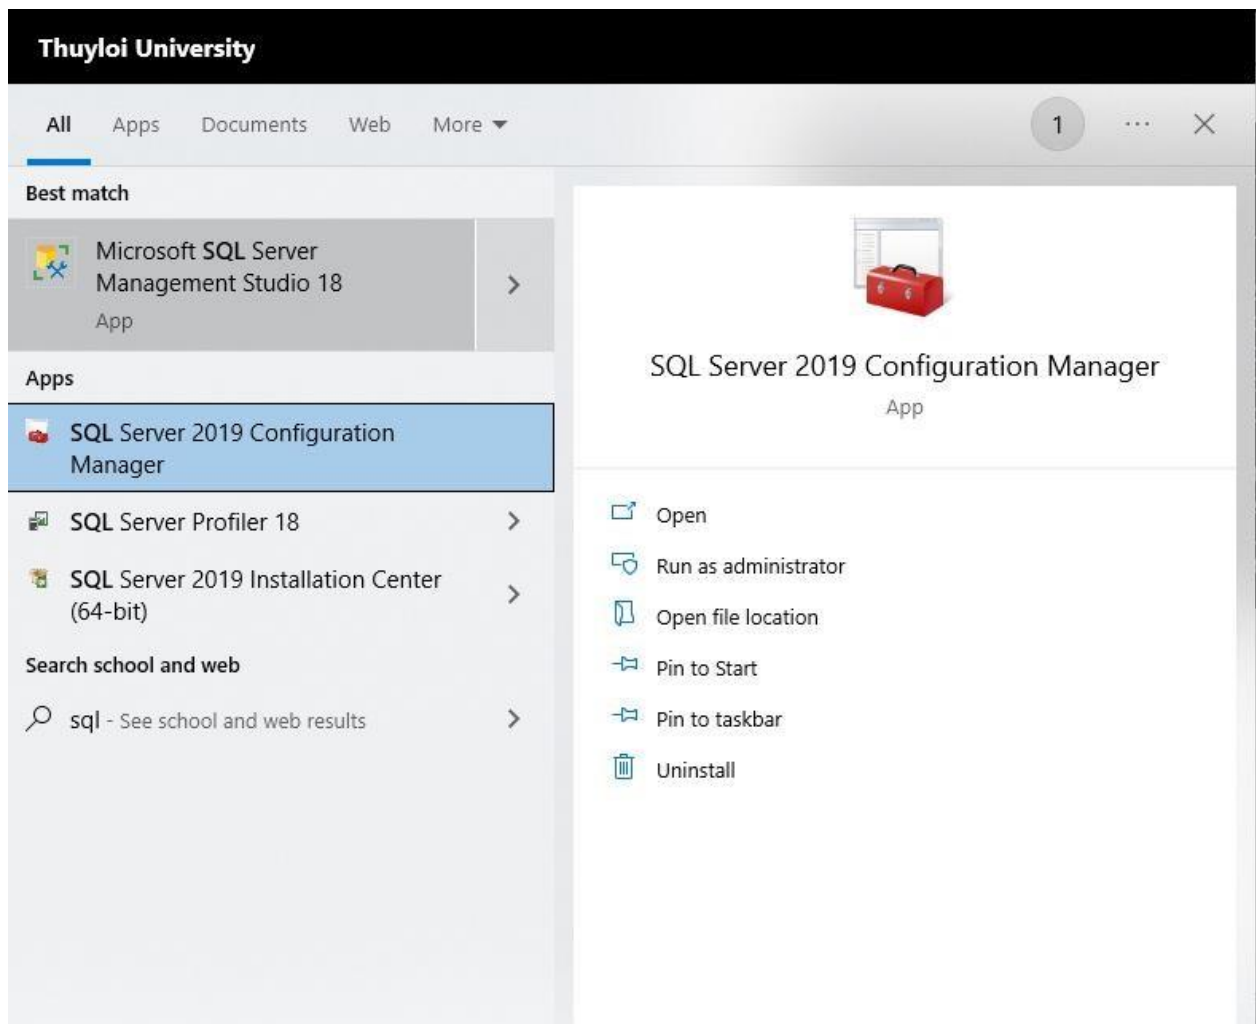 Thuyloi University
All Apps Documents Web More 1 ...
Best match
Microsoft SQL Server
Management Studio 18
App
Apps
SQL Server 2019 Configuration
Manager
SQL Server Profiler 18
SQL Server 2019 Installation Center
(64-bit)
Search school and web
sql - See school and web results
SQL Server 2019 Configuration Manager
App
Open
Run as administrator
Open file location
Pin to Start
Pin to taskbar
Uninstall